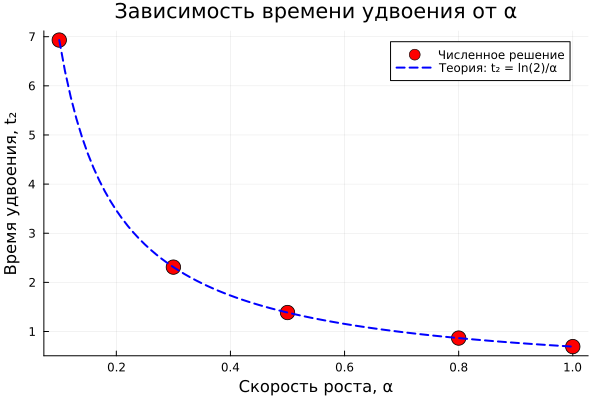 Зависимость времени удвоения от α
Численное решение
Теория: t₂ = ln(2)/α
Время удвоения, t₂
7
6
5
4
3
2
1
0.2
0.4
0.6
0.8
1.0
Скорость роста, α